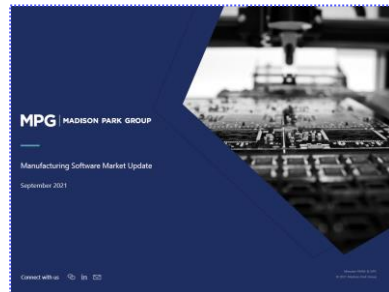 MPG | MADISON PARK GROUP
Manufacturing Software Market Update
September 2021
Connect with us